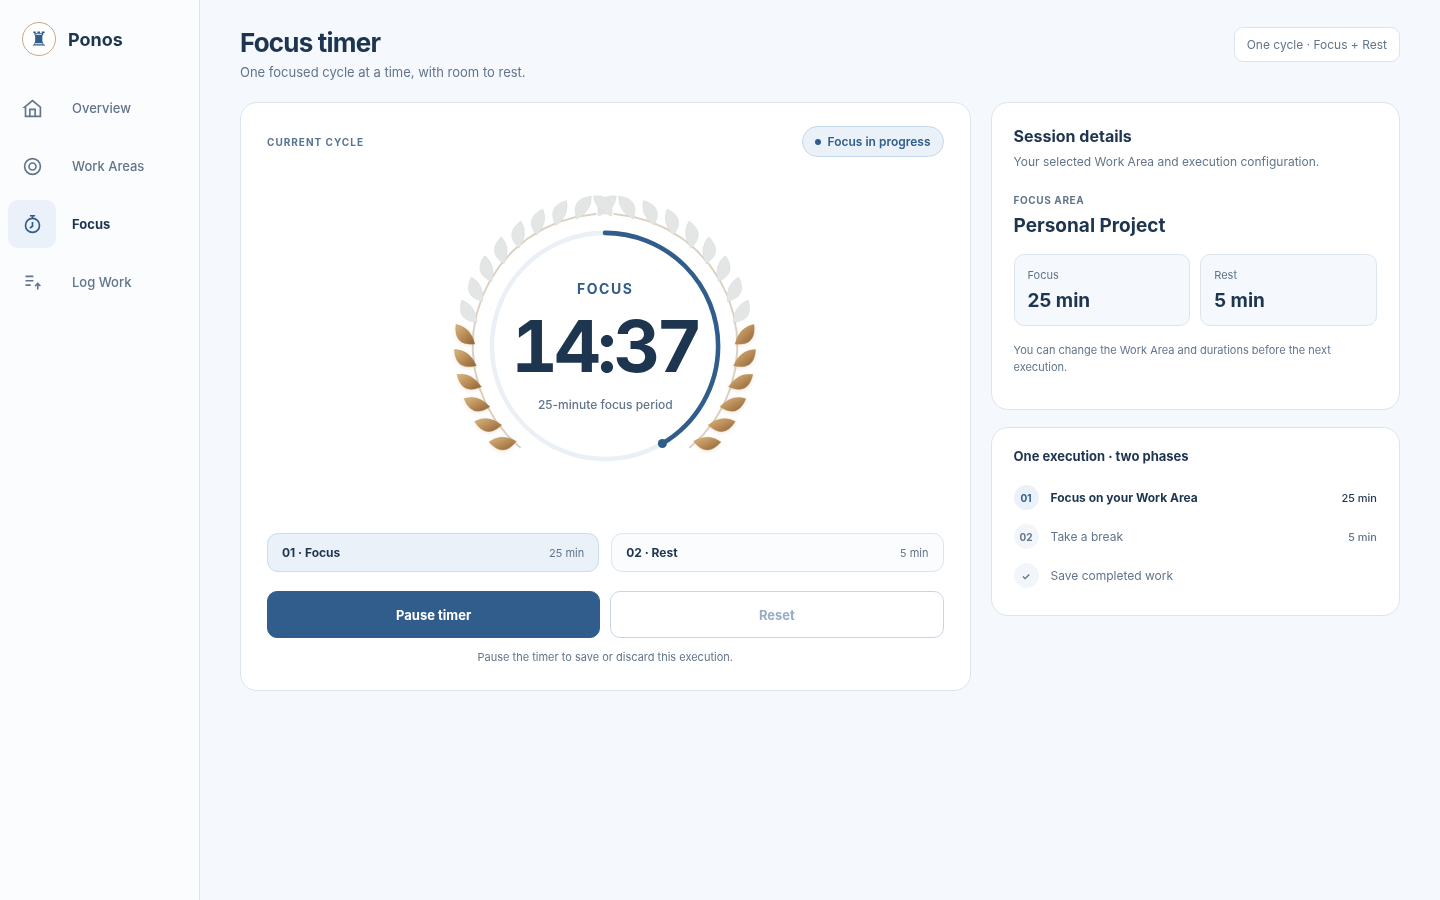 Ponos
Overview
Work Areas
Focus
Log Work
Focus timer
One focused cycle at a time, with room to rest.
One cycle · Focus + Rest
CURRENT CYCLE
Focus in progress
FOCUS
14:37
25-minute focus period
01 · Focus
25 min
02 · Rest
5 min
Pause timer
Reset
Pause the timer to save or discard this execution.
Session details
Your selected Work Area and execution configuration.
FOCUS AREA
Personal Project
Focus
25 min
Rest
5 min
You can change the Work Area and durations before the next
execution.
One execution · two phases
01
Focus on your Work Area
25 min
02
Take a break
5 min
Save completed work